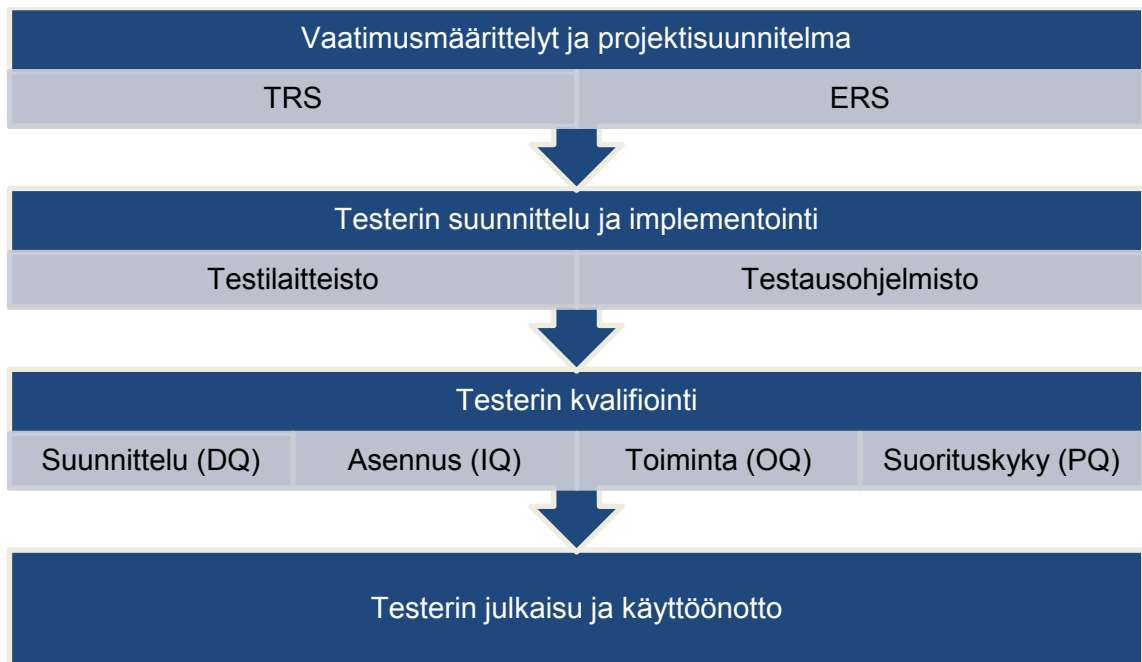 Vaatimusmäärittelyt ja projektisuunnitelma
TRS
ERS
Testerin suunnittelu ja implementointi
Testilaitteisto
Testausohjelmisto
Testerin kvalifiointi
Suunnittelu (DQ)
Asennus (IQ)
Toiminta (OQ)
Suorituskyky (PQ)
Testerin julkaisu ja käyttöönotto